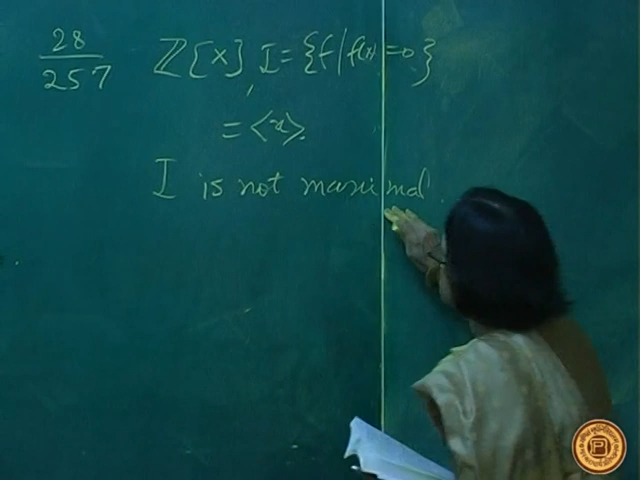 28/257 ℤ[x], I = {f | f(x) = 0}
= <x>.
I is not maximal.